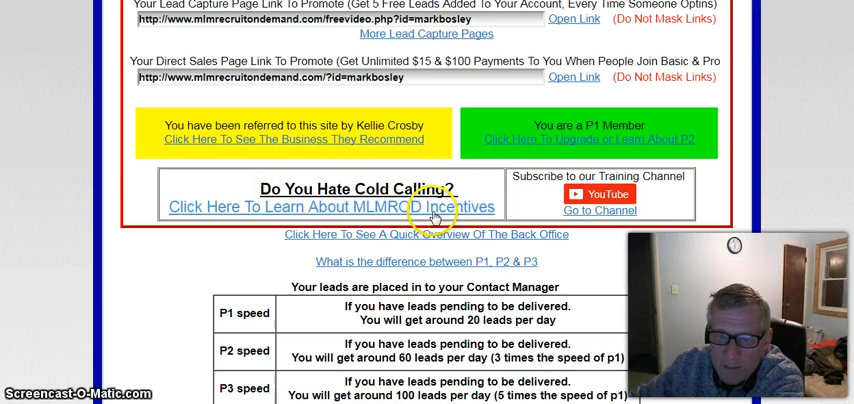 Your Lead Capture Page Link To Promote (Get 5 Free Leads Added To Your Account, Every Time Someone Optins)
http://www.mlmrecruitondemand.com/freevideo.php?id=markbosley Open Link (Do Not Mask Links)
More Lead Capture Pages
Your Direct Sales Page Link To Promote (Get Unlimited $15 & $100 Payments To You When People Join Basic & Pro
http://www.mlmrecruitondemand.com/?id=markbosley Open Link (Do Not Mask Links)
You have been referred to this site by Kellie Crosby
Click Here To See The Business They Recommend
You are a P1 Member
Click Here To Upgrade or Learn About P2
Do You Hate Cold Calling?
Click Here To Learn About MLMROD Incentives
Subscribe to our Training Channel
YouTube
Go to Channel
Click Here To See A Quick Overview Of The Back Office
What is the difference between P1, P2 & P3
Your leads are placed in to your Contact Manager
P1 speed
If you have leads pending to be delivered.
You will get around 20 leads per day
P2 speed
If you have leads pending to be delivered.
You will get around 60 leads per day (3 times the speed of p1)
P3 speed
If you have leads pending to be delivered.
You will get around 100 leads per day (5 times the speed of p1)
Screencast-O-Matic.com